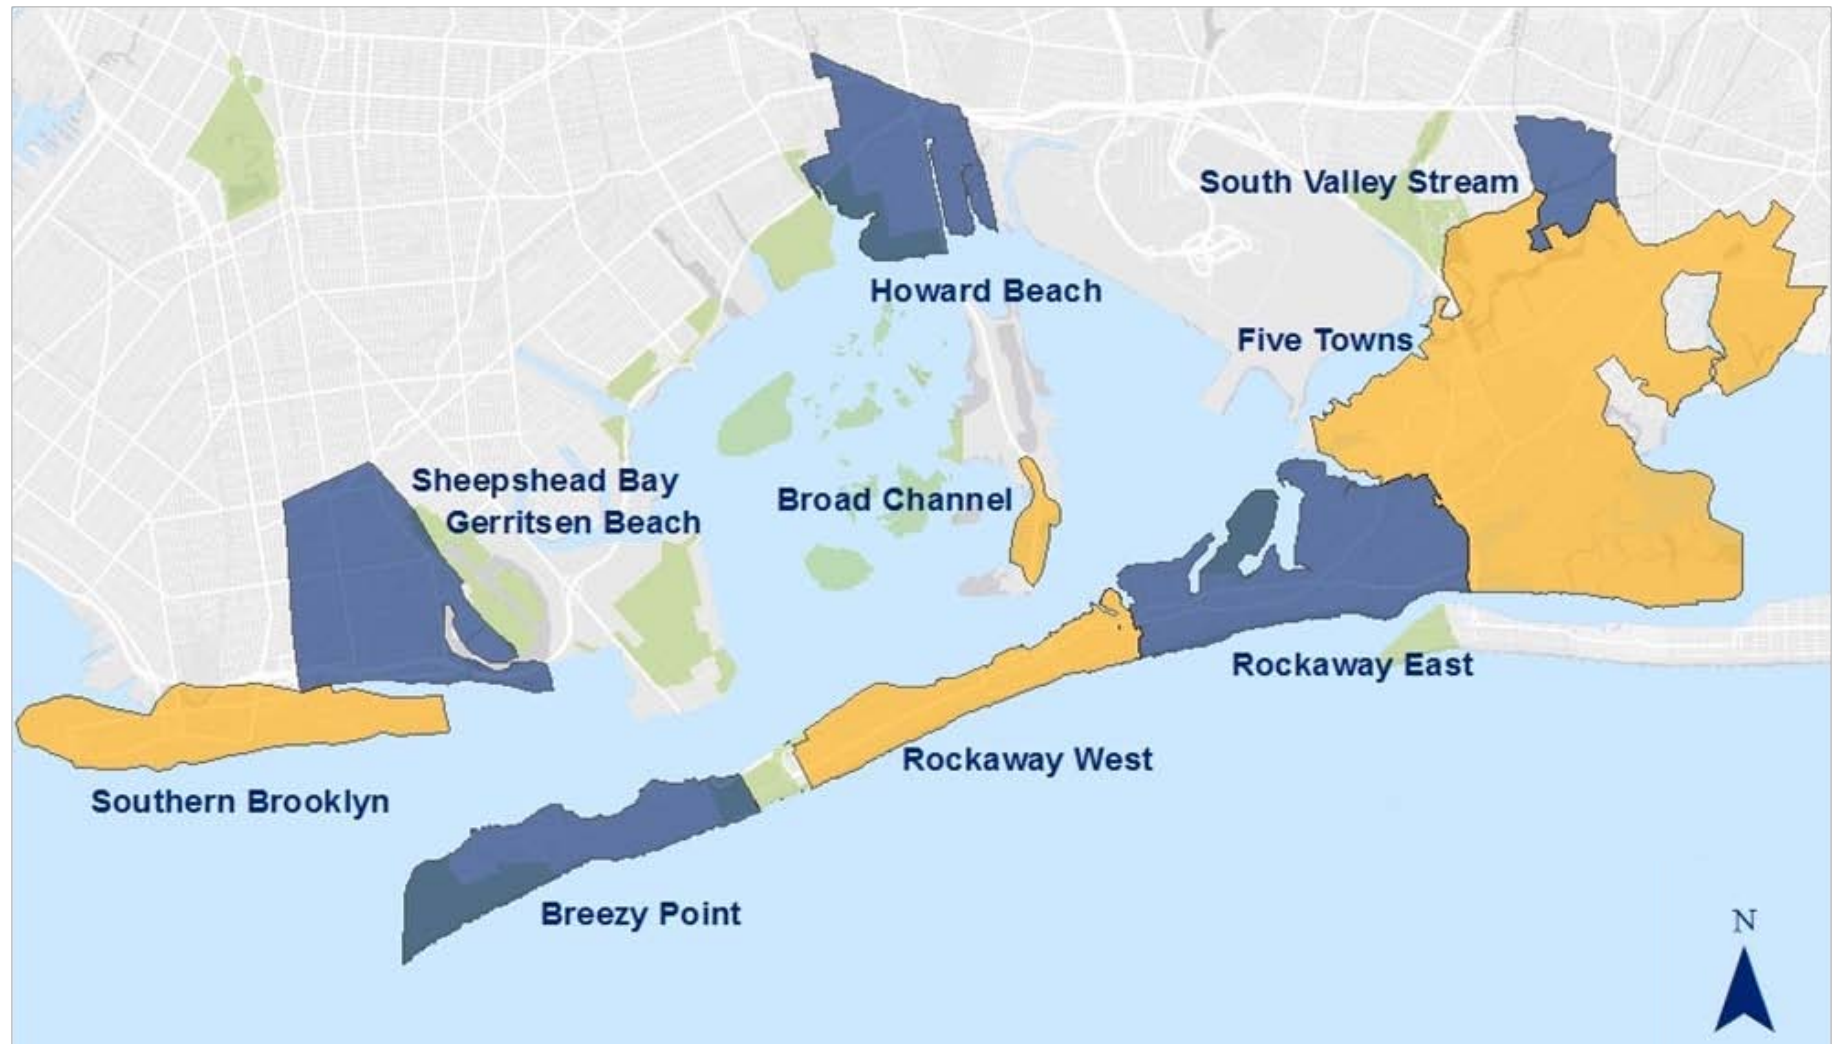 South Valley Stream
Howard Beach
Five Towns
Sheepshead Bay
Gerritsen Beach
Broad Channel
Rockaway East
Rockaway West
Southern Brooklyn
Breezy Point
N